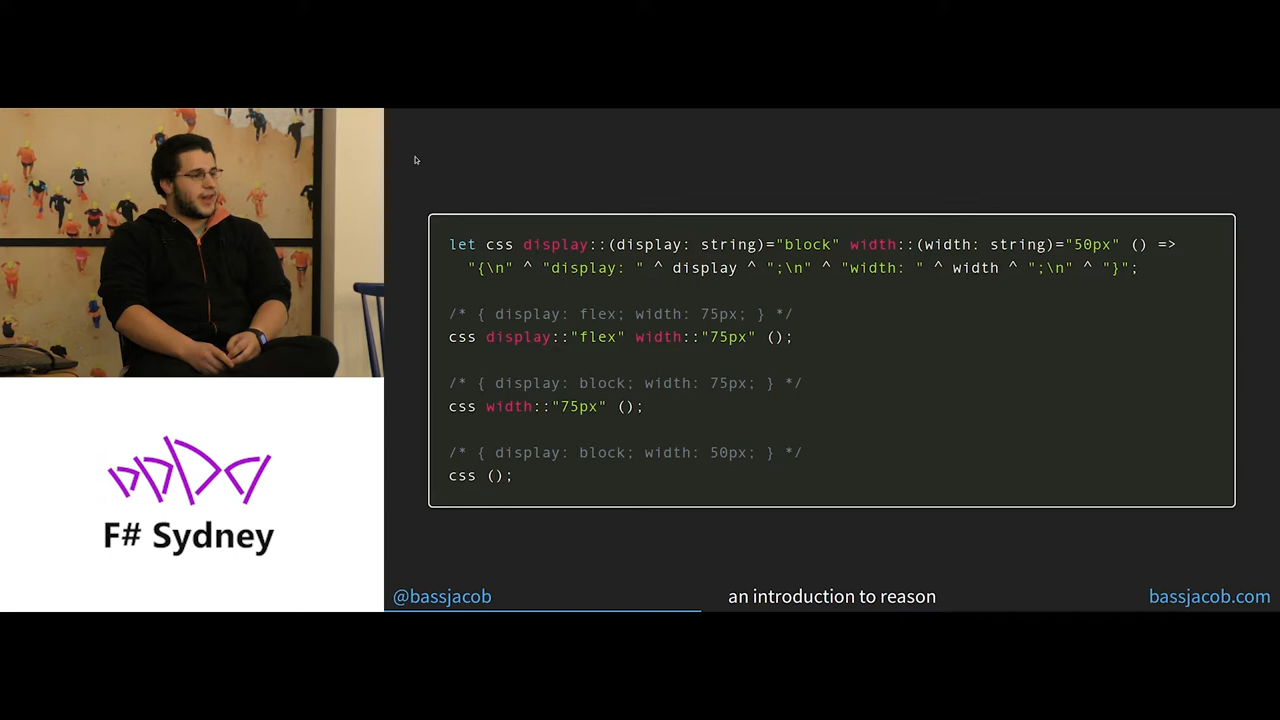 let css display::(display: string)="block" width::(width: string)="50px" () =>
"{\n" ^ "display: " ^ display ^ ";\n" ^ "width: " ^ width ^ ";\n" ^ "}";
/* { display: flex; width: 75px; } */
css display::"flex" width::"75px" ();
/* { display: block; width: 75px; } */
css width::"75px" ();
/* { display: block; width: 50px; } */
css ();
F# Sydney
@bassjacob
an introduction to reason
bassjacob.com